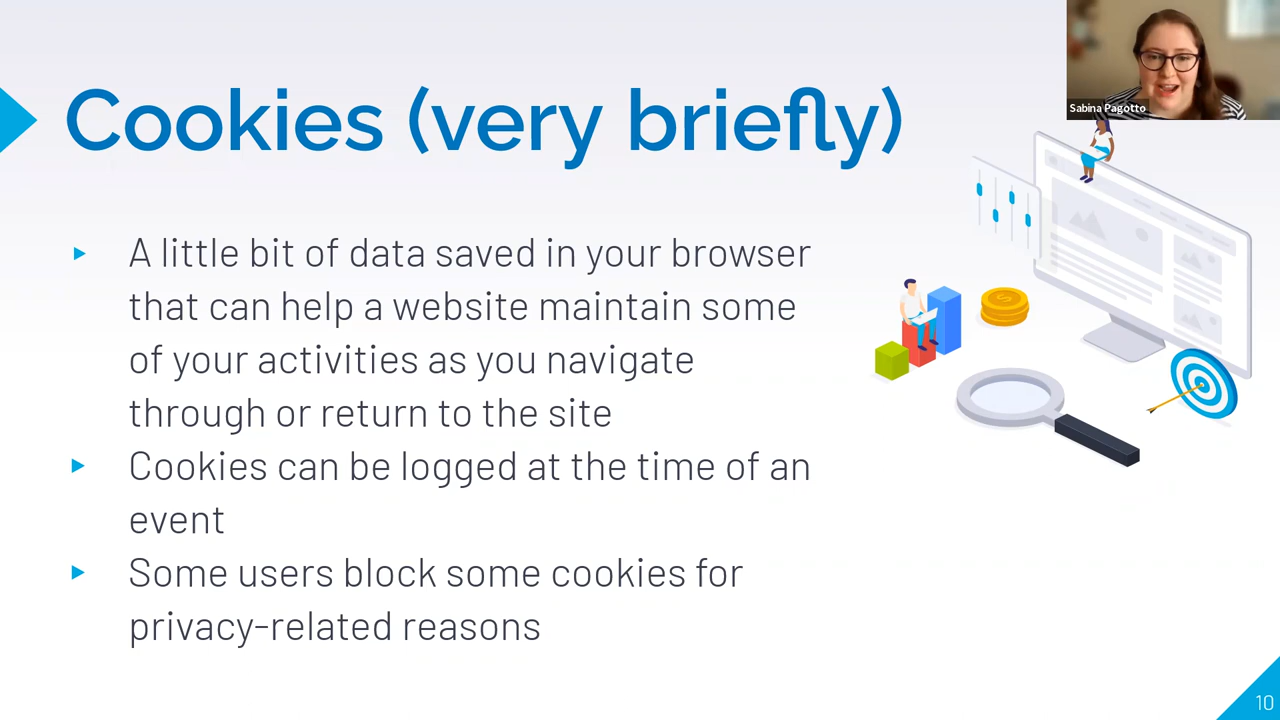 Cookies (very briefly)
Sabina Pagotto
A little bit of data saved in your browser
that can help a website maintain some
of your activities as you navigate
through or return to the site
Cookies can be logged at the time of an
event
Some users block some cookies for
privacy-related reasons
10